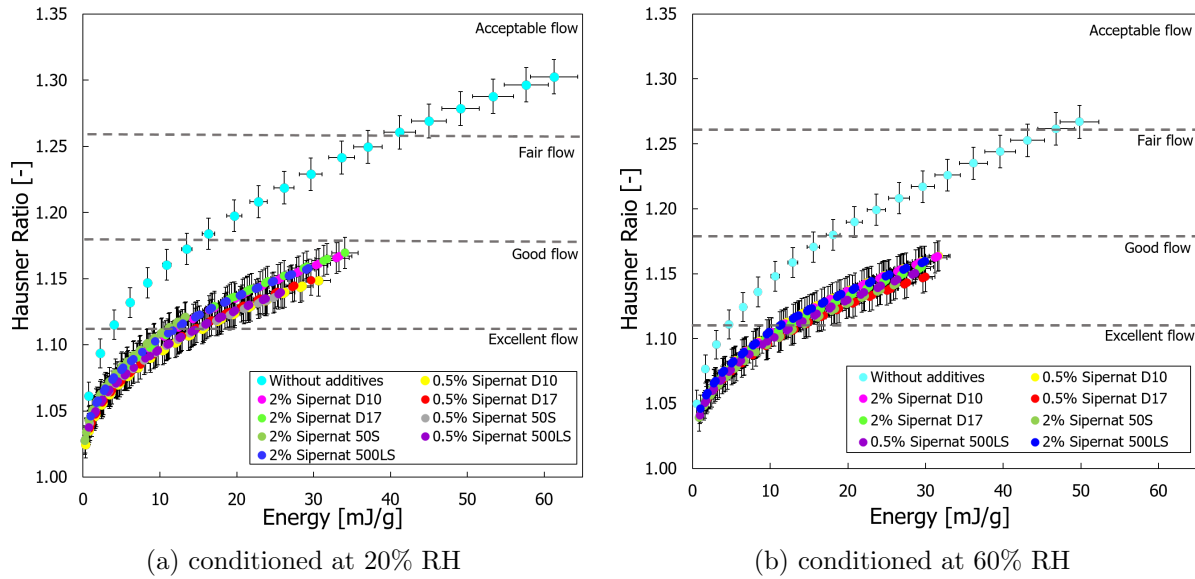 1.35
1.30
1.25
1.20
1.15
1.10
1.05
1.00
Hausner Ratio [-]
Acceptable flow
Fair flow
Good flow
Excellent flow
Without additives
0.5% Sipernat D10
2% Sipernat D10
0.5% Sipernat D17
2% Sipernat D17
0.5% Sipernat 50S
2% Sipernat 50S
0.5% Sipernat 500LS
2% Sipernat 500LS
0 10 20 30 40 50 60
Energy [mJ/g]
(a) conditioned at 20% RH
1.35
1.30
1.25
1.20
1.15
1.10
1.05
1.00
Hausner Raio [-]
Acceptable flow
Fair flow
Good flow
Excellent flow
Without additives
0.5% Sipernat D10
2% Sipernat D10
0.5% Sipernat D17
2% Sipernat D17
2% Sipernat 50S
0.5% Sipernat 500LS
2% Sipernat 500LS
0 10 20 30 40 50 60
Energy [mJ/g]
(b) conditioned at 60% RH